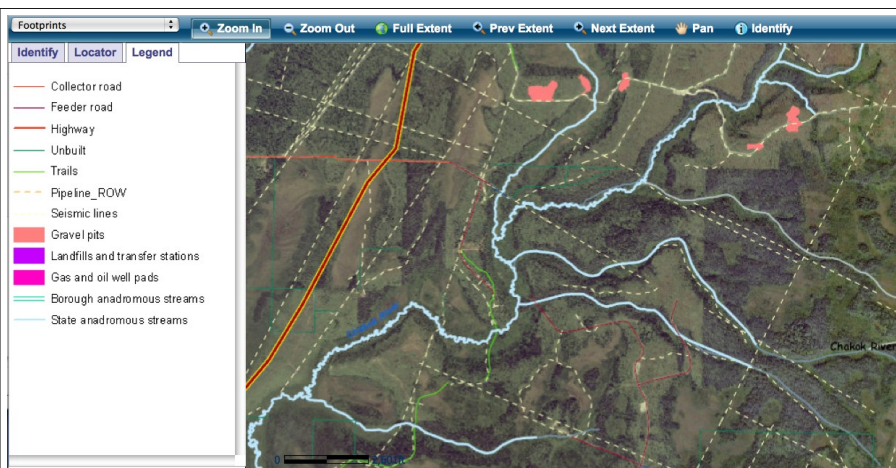 Footprints
Zoom In
Zoom Out
Full Extent
Prev Extent
Next Extent
Pan
Identify
Identify
Locator
Legend
Collector road
Feeder road
Highway
Unbuilt
Trails
Pipeline_ROW
Seismic lines
Gravel pits
Landfills and transfer stations
Gas and oil well pads
Borough anadromous streams
State anadromous streams
Chakok River
0